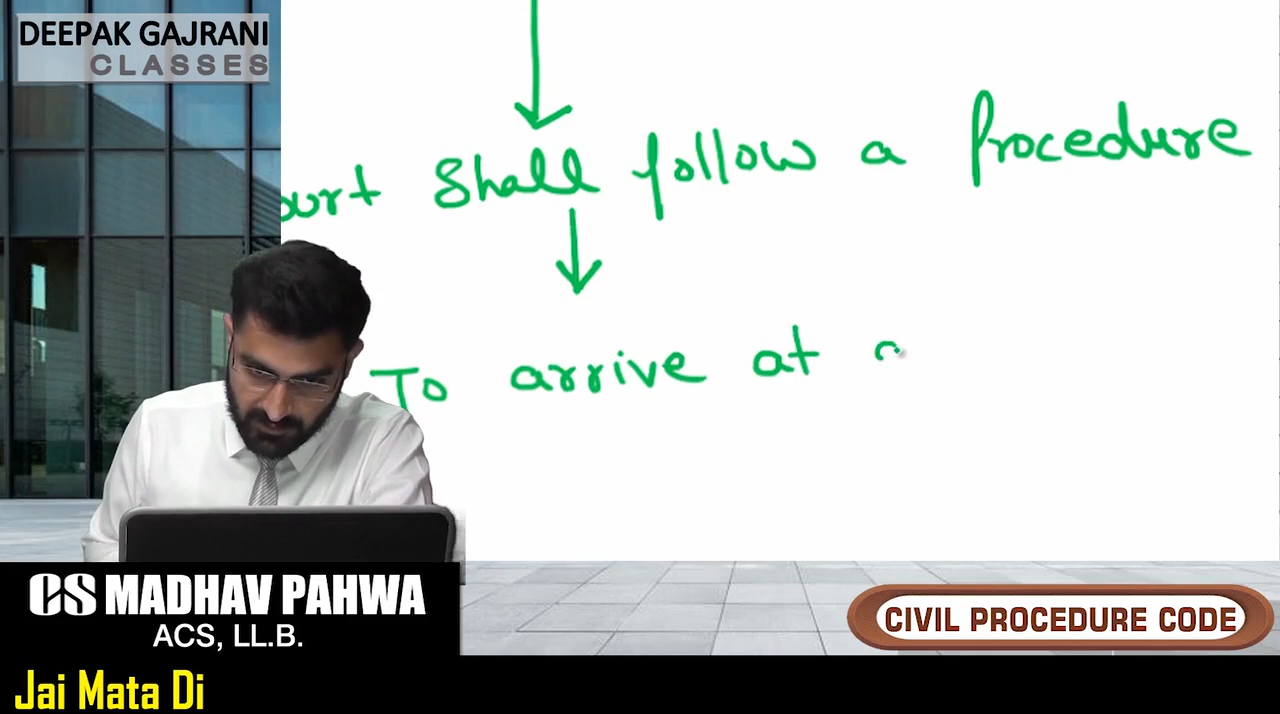 DEEPAK GAJRANI
CLASSES
ourt Shall follow a Procedure
To arrive at
CS MADHAV PAHWA
ACS, LL.B.
CIVIL PROCEDURE CODE
Jai Mata Di